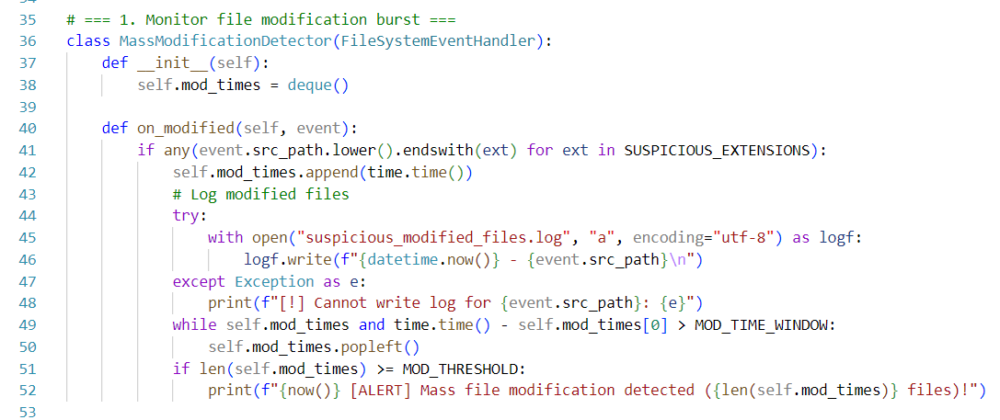 35 # === 1. Monitor file modification burst ===
36 class MassModificationDetector(FileSystemEventHandler):
37     def __init__(self):
38         self.mod_times = deque()
39
40     def on_modified(self, event):
41         if any(event.src_path.lower().endswith(ext) for ext in SUSPICIOUS_EXTENSIONS):
42             self.mod_times.append(time.time())
43             # Log modified files
44             try:
45                 with open("suspicious_modified_files.log", "a", encoding="utf-8") as logf:
46                     logf.write(f"{datetime.now()} - {event.src_path}\n")
47             except Exception as e:
48                 print(f"[!] Cannot write log for {event.src_path}: {e}")
49             while self.mod_times and time.time() - self.mod_times[0] > MOD_TIME_WINDOW:
50                 self.mod_times.popleft()
51             if len(self.mod_times) >= MOD_THRESHOLD:
52                 print(f"{now()} [ALERT] Mass file modification detected ({len(self.mod_times)} files)!")
53